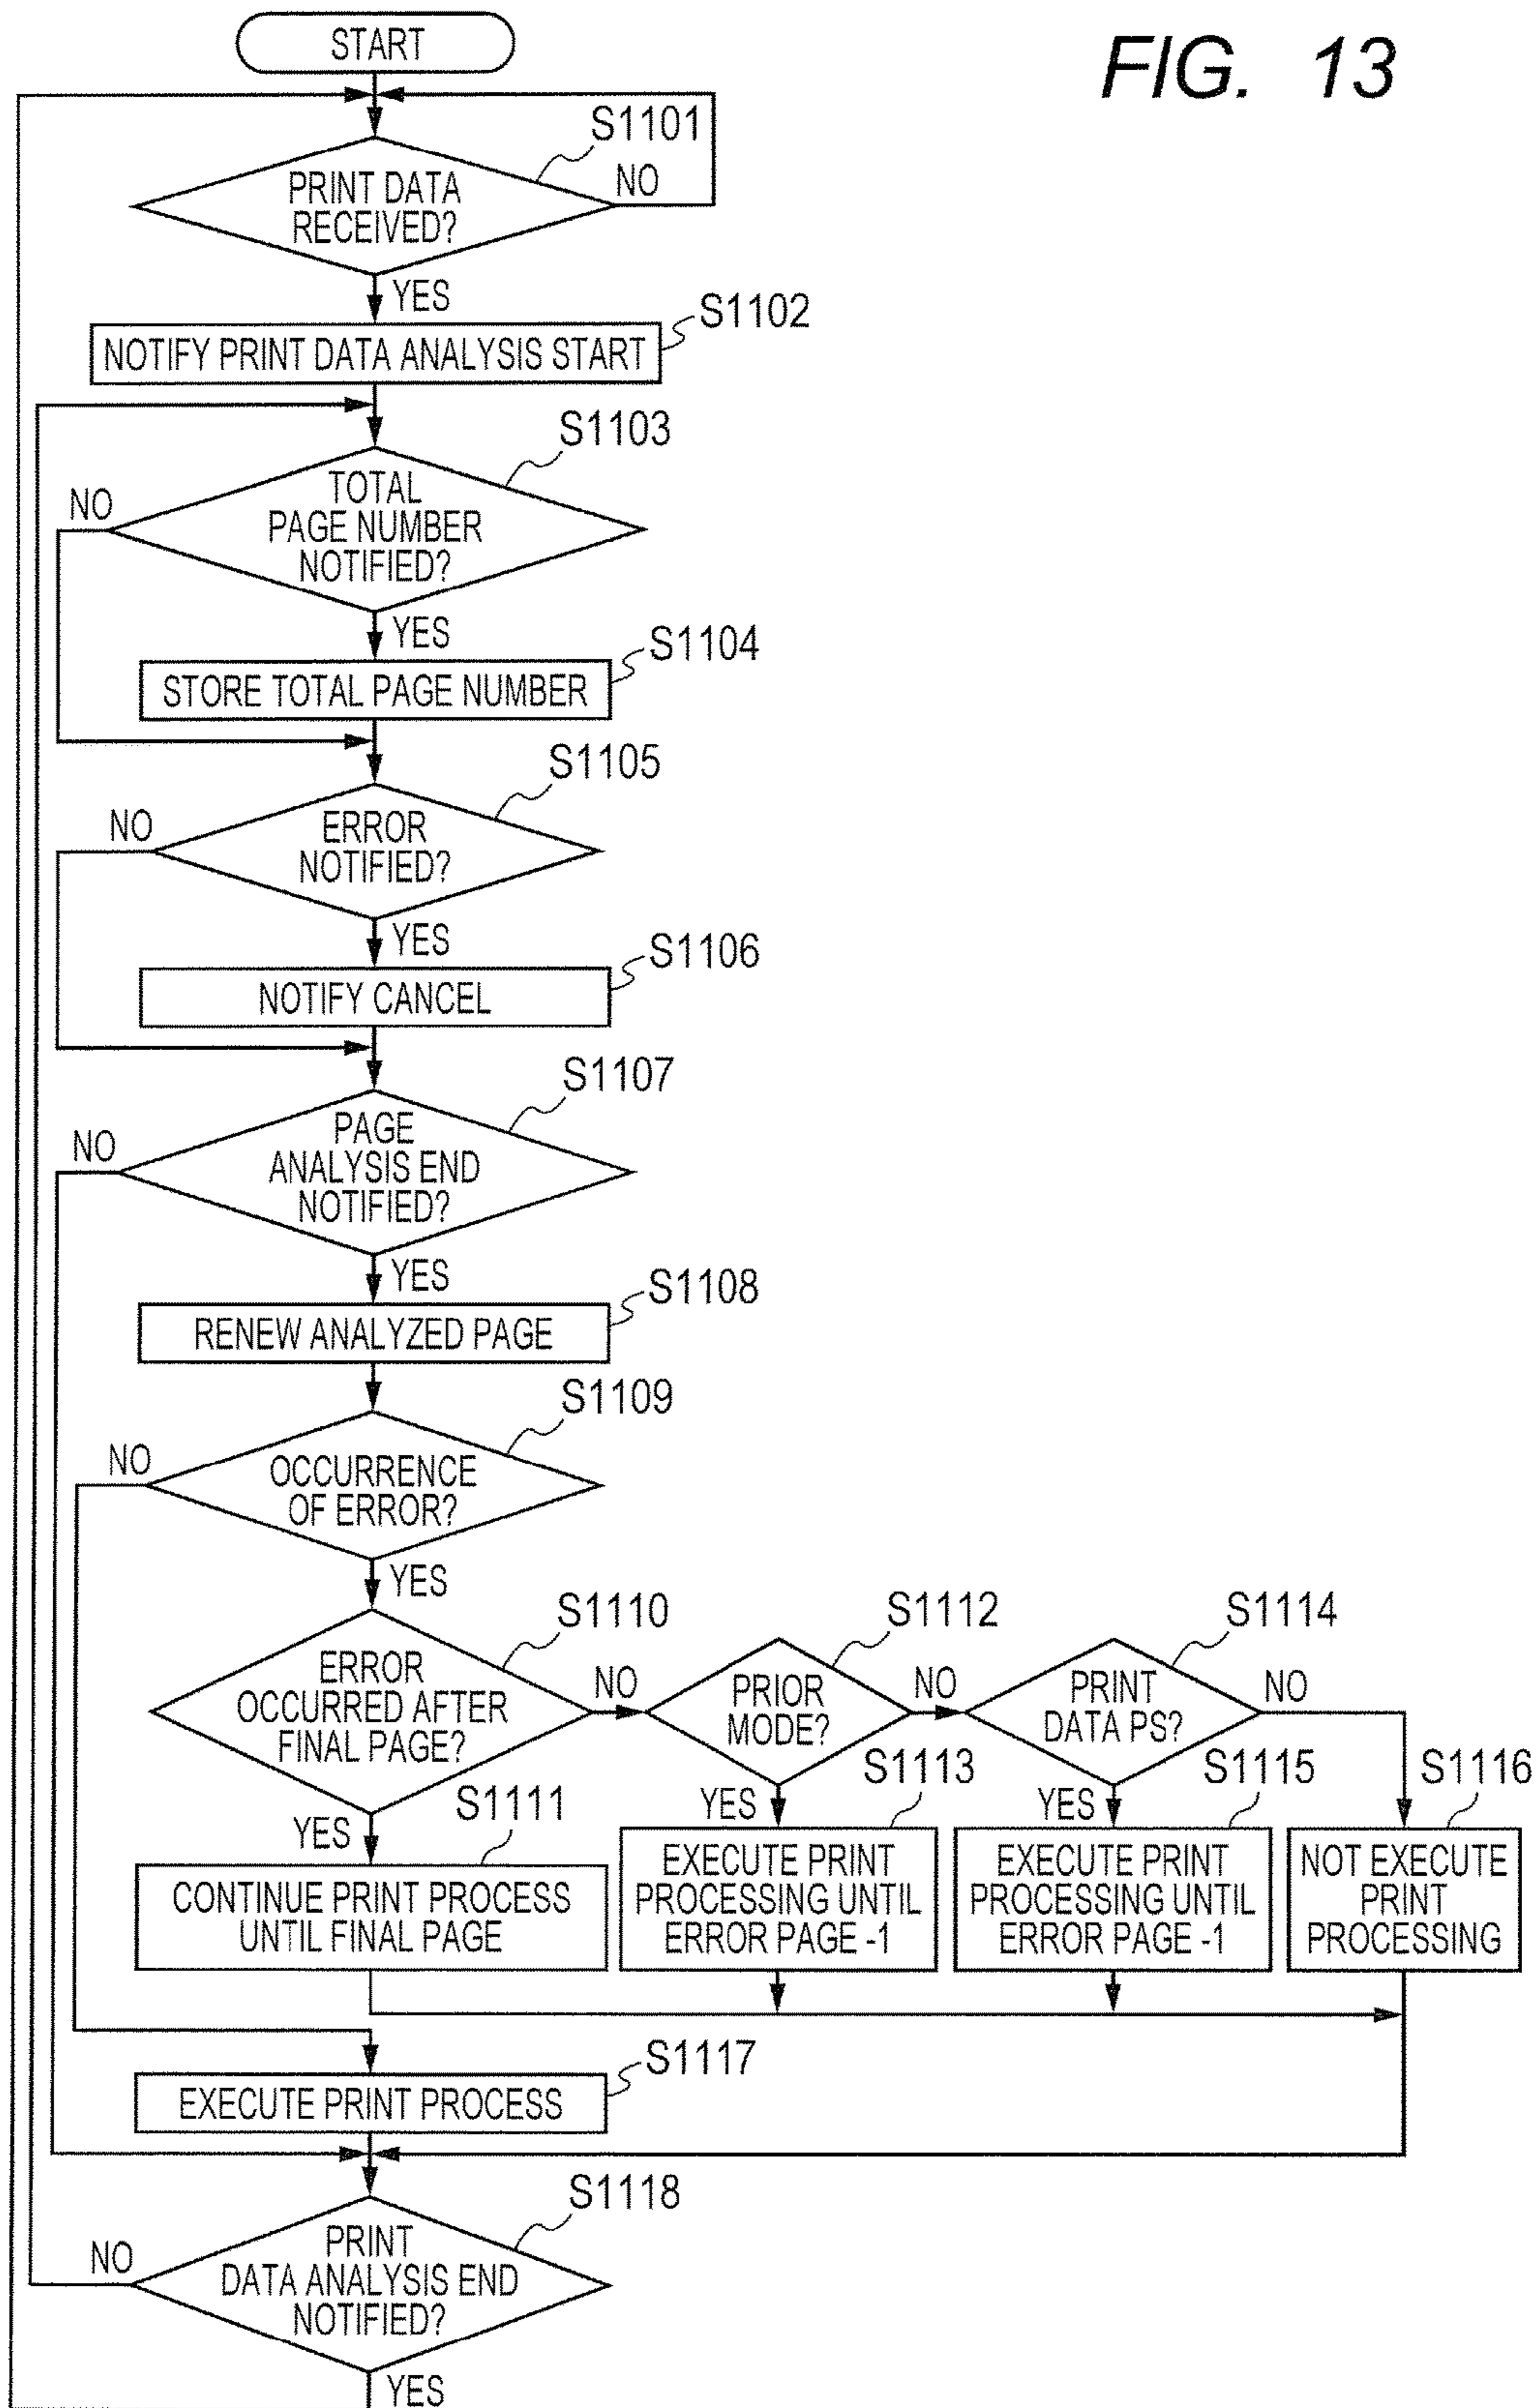 FIG. 13
START
S1101
PRINT DATA
RECEIVED?
NO
YES
S1102
NOTIFY PRINT DATA ANALYSIS START
S1103
TOTAL
PAGE NUMBER
NOTIFIED?
NO
YES
S1104
STORE TOTAL PAGE NUMBER
S1105
ERROR
NOTIFIED?
NO
YES
S1106
NOTIFY CANCEL
S1107
PAGE
ANALYSIS END
NOTIFIED?
NO
YES
S1108
RENEW ANALYZED PAGE
S1109
OCCURRENCE
OF ERROR?
NO
YES
S1110
ERROR
OCCURRED AFTER
FINAL PAGE?
NO
YES
S1111
CONTINUE PRINT PROCESS
UNTIL FINAL PAGE
S1112
PRIOR
MODE?
NO
YES
S1113
EXECUTE PRINT
PROCESSING UNTIL
ERROR PAGE -1
S1114
PRINT
DATA PS?
NO
YES
S1115
EXECUTE PRINT
PROCESSING UNTIL
ERROR PAGE -1
S1116
NOT EXECUTE
PRINT
PROCESSING
S1117
EXECUTE PRINT PROCESS
S1118
PRINT
DATA ANALYSIS END
NOTIFIED?
NO
YES